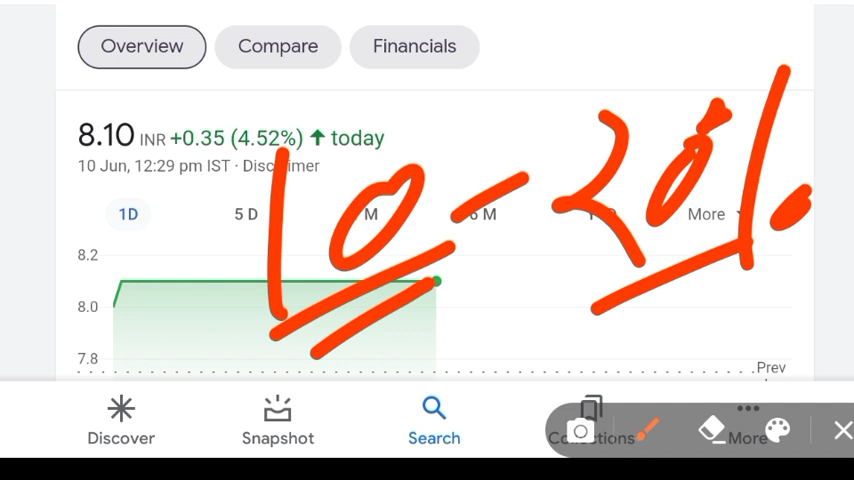 Overview Compare Financials
8.10 INR +0.35 (4.52%) ↑ today
10 Jun, 12:29 pm IST · Disclaimer
10 - 20%
1D 5 D M 6 M More
8.2
8.0
7.8
Prev
Discover Snapshot Search Collections More